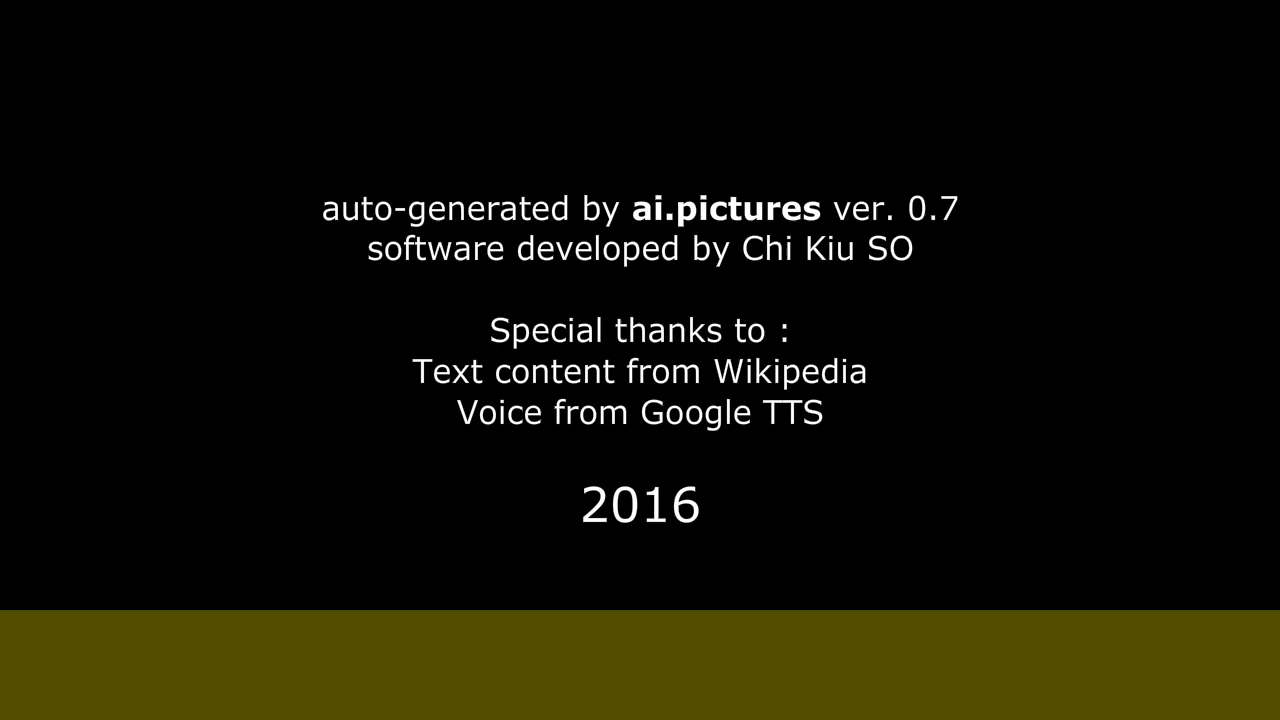 auto-generated by ai.pictures ver. 0.7
software developed by Chi Kiu SO
Special thanks to :
Text content from Wikipedia
Voice from Google TTS
2016